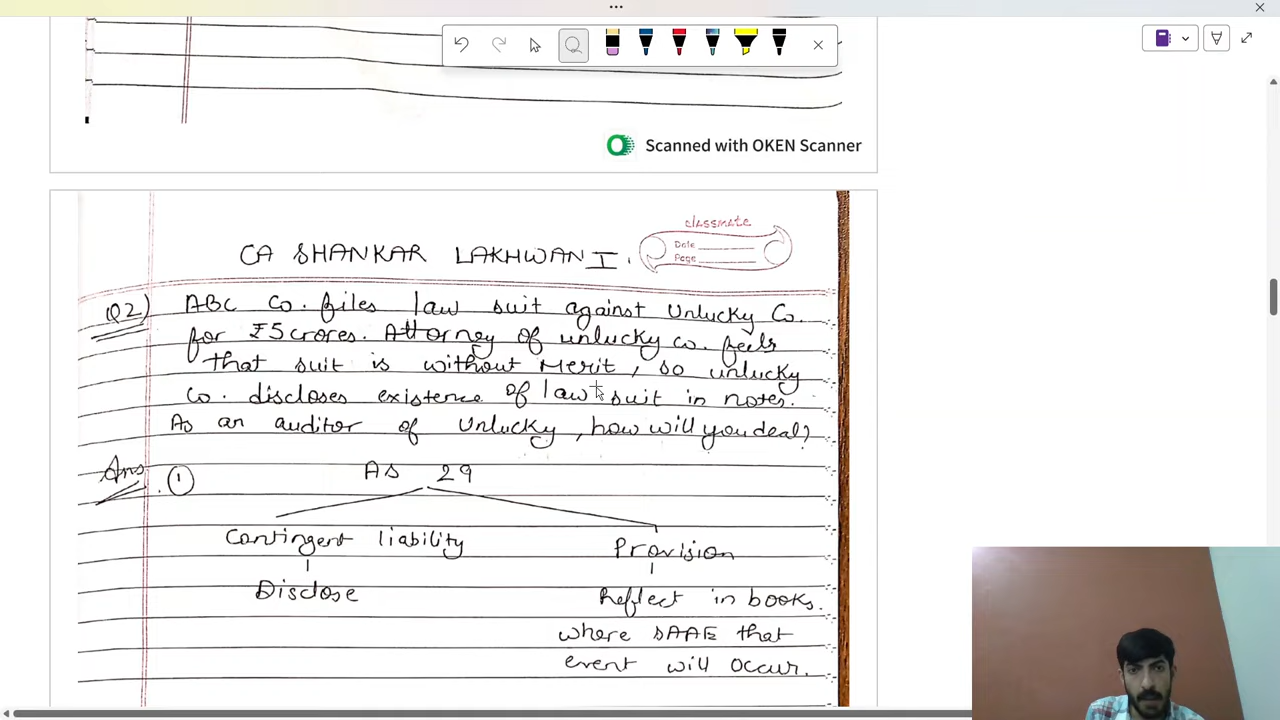 Scanned with OKEN Scanner
classmate
Date
Page
CA SHANKAR LAKHWANI.
Q2) ABC Co. files law suit against Unlucky Co.
for ₹5 crores. Attorney of unlucky co. feels
that suit is without Merit, so unlucky
Co. discloses existence of law suit in notes.
As an auditor of Unlucky, how will you deal?
Ans. ① AS 29
Contingent liability Provision
Disclose Reflect in books.
where SAAE that
event will occur.